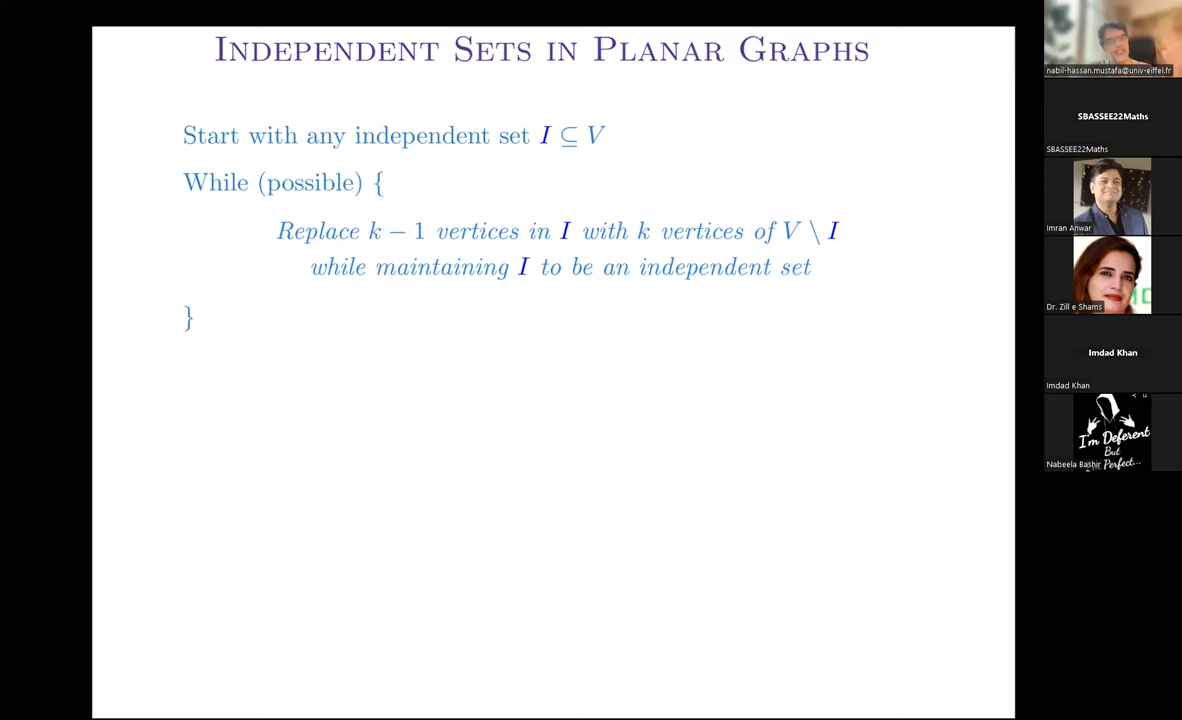 INDEPENDENT SETS IN PLANAR GRAPHS
Start with any independent set I ⊆ V
While (possible) {
Replace k − 1 vertices in I with k vertices of V \ I
while maintaining I to be an independent set
}
nabil-hassan.mustafa@univ-eiffel.fr
SBASSEE22Maths
SBASSEE22Maths
Imran Anwar
Dr. Zill e Shams
Imdad Khan
Imdad Khan
I'm Deferent
But
Perfect...
Nabeela Bashir